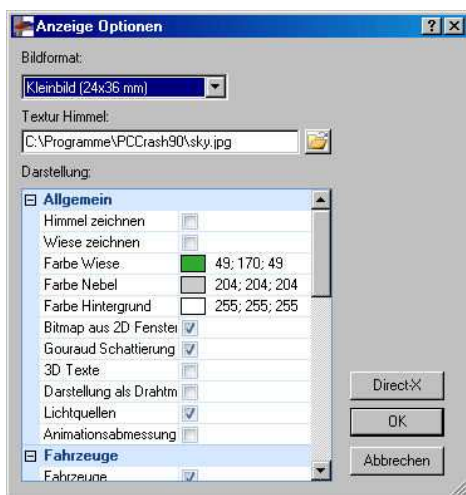 Anzeige Optionen
Bildformat:
Kleinbild (24x36 mm)
Textur Himmel:
C:\Programme\PCCrash90\sky.jpg
Darstellung:
Allgemein
Himmel zeichnen
Wiese zeichnen
Farbe Wiese 49; 170; 49
Farbe Nebel 204; 204; 204
Farbe Hintergrund 255; 255; 255
Bitmap aus 2D Fenster
Gouraud Schattierung
3D Texte
Darstellung als Drahtm
Lichtquellen
Animationsabmessung
Fahrzeuge
Fahrzeuge
Direct-X
OK
Abbrechen